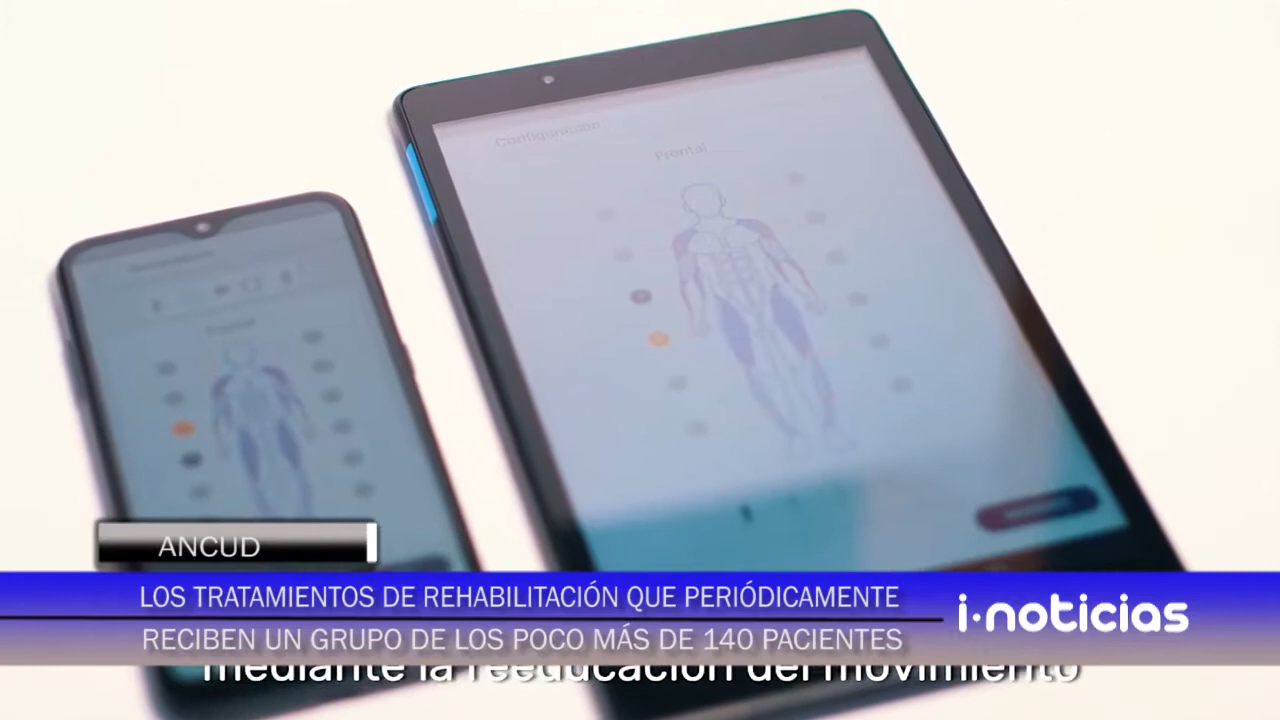 Configuración
Frontal
ANCUD
LOS TRATAMIENTOS DE REHABILITACIÓN QUE PERIÓDICAMENTE
RECIBEN UN GRUPO DE LOS POCO MÁS DE 140 PACIENTES
i·noticias
mediante la reeducación del movimiento